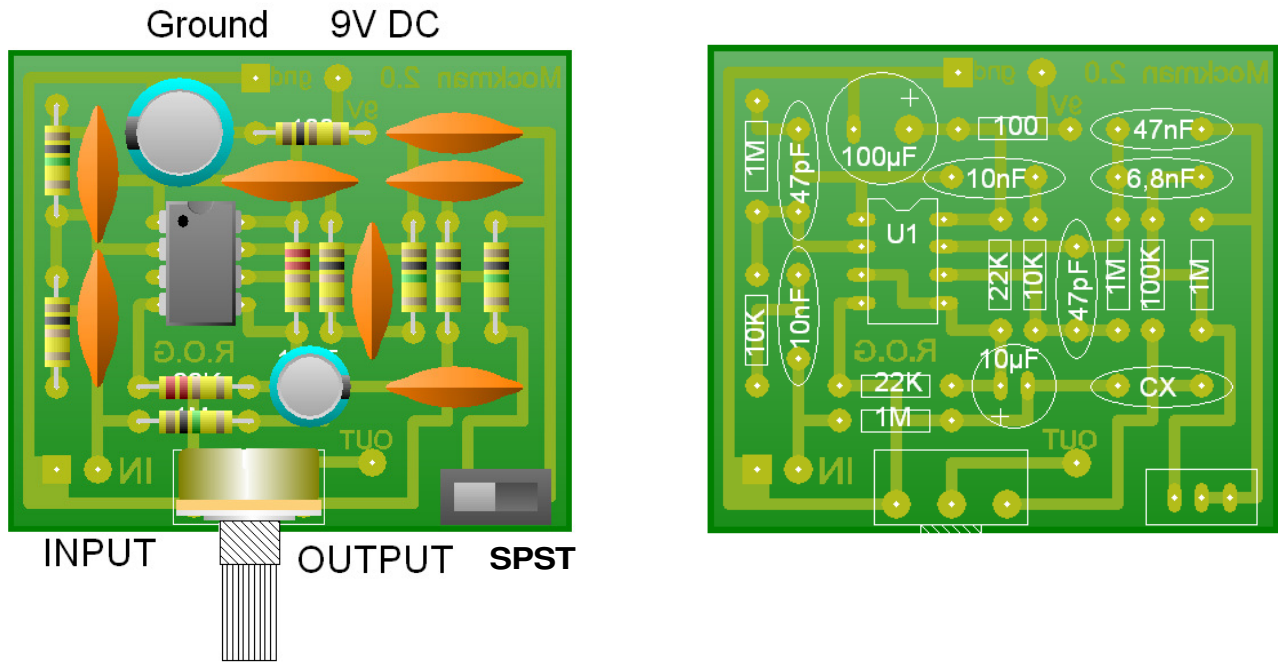 Ground 9V DC
gnd Mockman 2.0
9V
R.O.G
1M
OUT
IN
INPUT OUTPUT SPST
gnd Mockman 2.0
9V
1M
47pF
100µF
+
100
47nF
10nF
6,8nF
U1
22K
10K
47pF
1M
100K
1M
10K
10nF
R.O.G
10µF
+
22K
CX
1M
OUT
IN